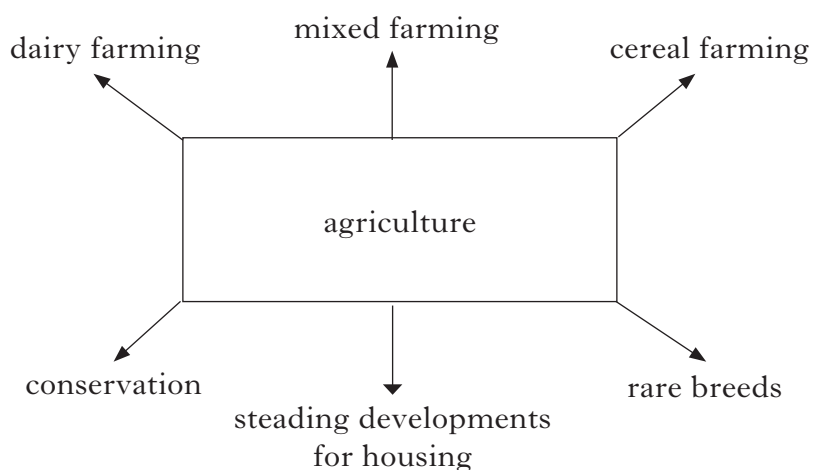 mixed farming
dairy farming
cereal farming
agriculture
conservation
rare breeds
steading developments
for housing